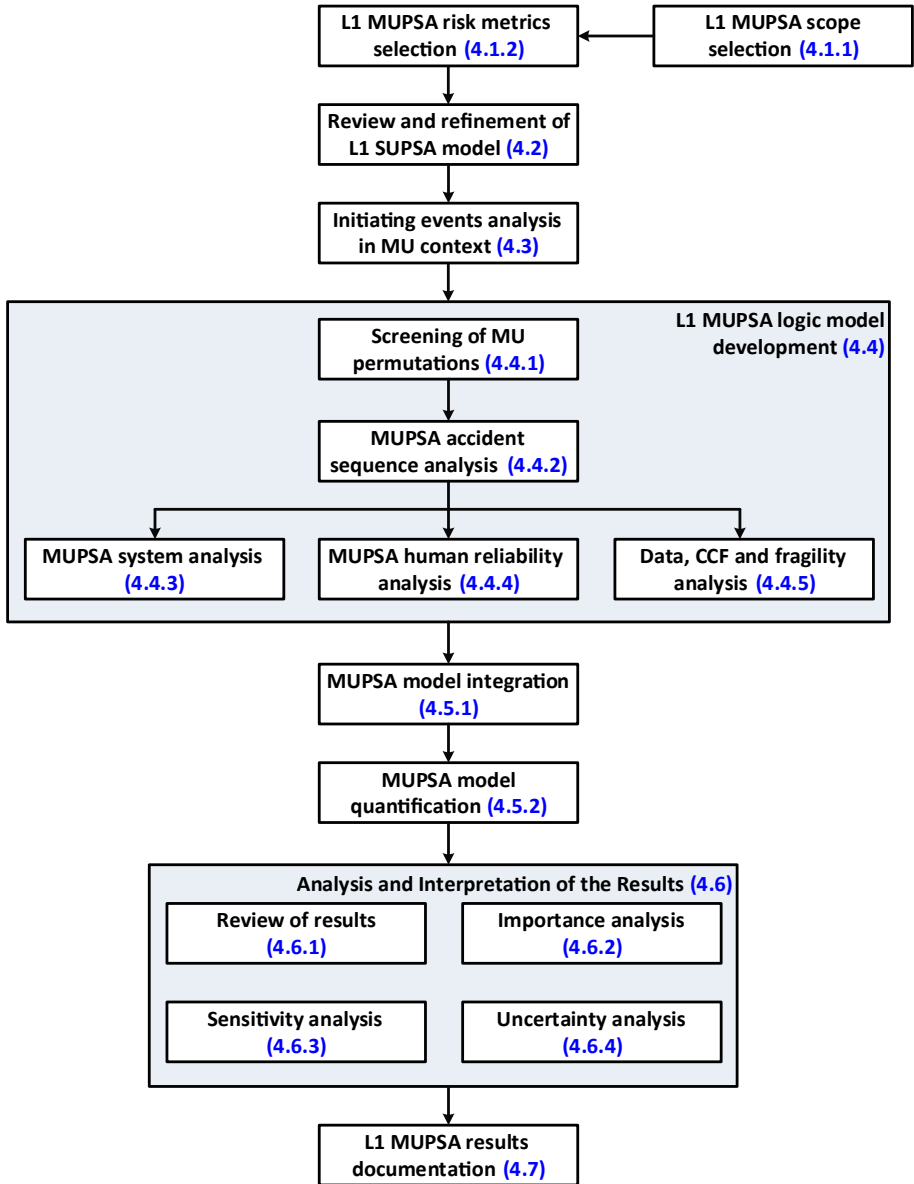 L1 MUPSA risk metrics
selection (4.1.2)
L1 MUPSA scope
selection (4.1.1)
Review and refinement of
L1 SUPSA model (4.2)
Initiating events analysis
in MU context (4.3)
L1 MUPSA logic model
development (4.4)
Screening of MU
permutations (4.4.1)
MUPSA accident
sequence analysis (4.4.2)
MUPSA system analysis
(4.4.3)
MUPSA human reliability
analysis (4.4.4)
Data, CCF and fragility
analysis (4.4.5)
MUPSA model integration
(4.5.1)
MUPSA model
quantification (4.5.2)
Analysis and Interpretation of the Results (4.6)
Review of results
(4.6.1)
Importance analysis
(4.6.2)
Sensitivity analysis
(4.6.3)
Uncertainty analysis
(4.6.4)
L1 MUPSA results
documentation (4.7)